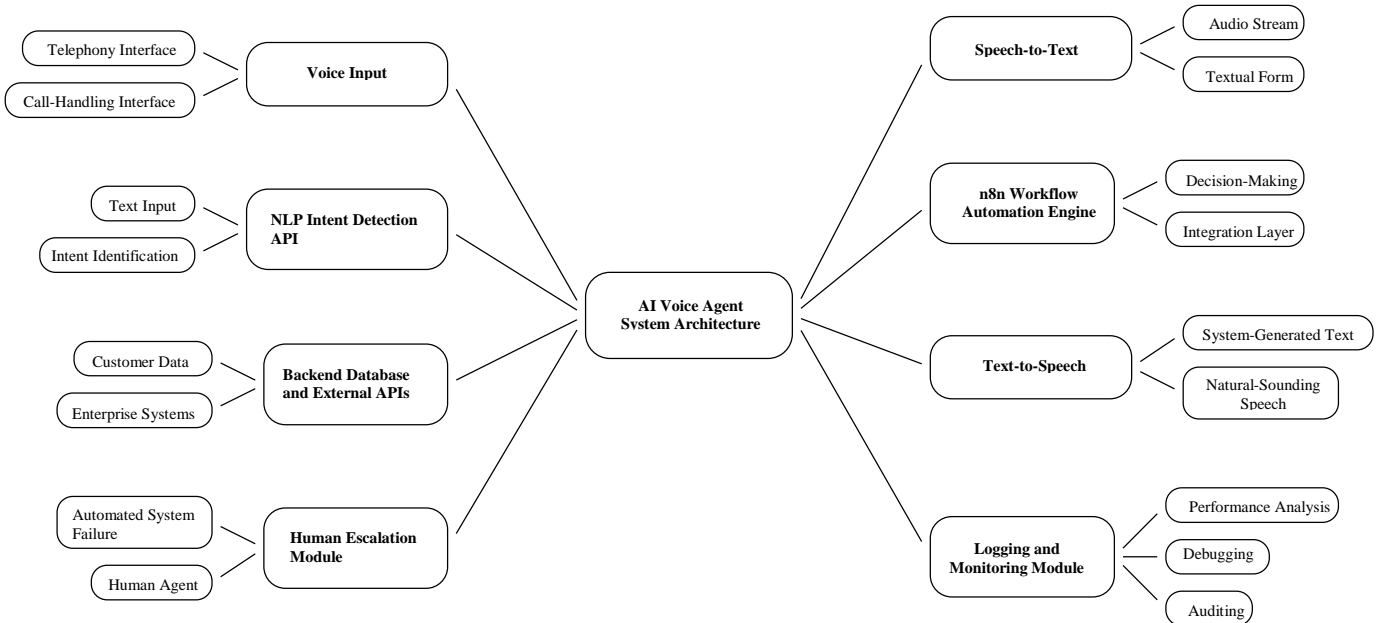 Telephony Interface
Call-Handling Interface
Voice Input
Text Input
Intent Identification
NLP Intent Detection
API
Customer Data
Enterprise Systems
Backend Database
and External APIs
Automated System
Failure
Human Agent
Human Escalation
Module
AI Voice Agent
System Architecture
Speech-to-Text
Audio Stream
Textual Form
n8n Workflow
Automation Engine
Decision-Making
Integration Layer
Text-to-Speech
System-Generated Text
Natural-Sounding
Speech
Logging and
Monitoring Module
Performance Analysis
Debugging
Auditing